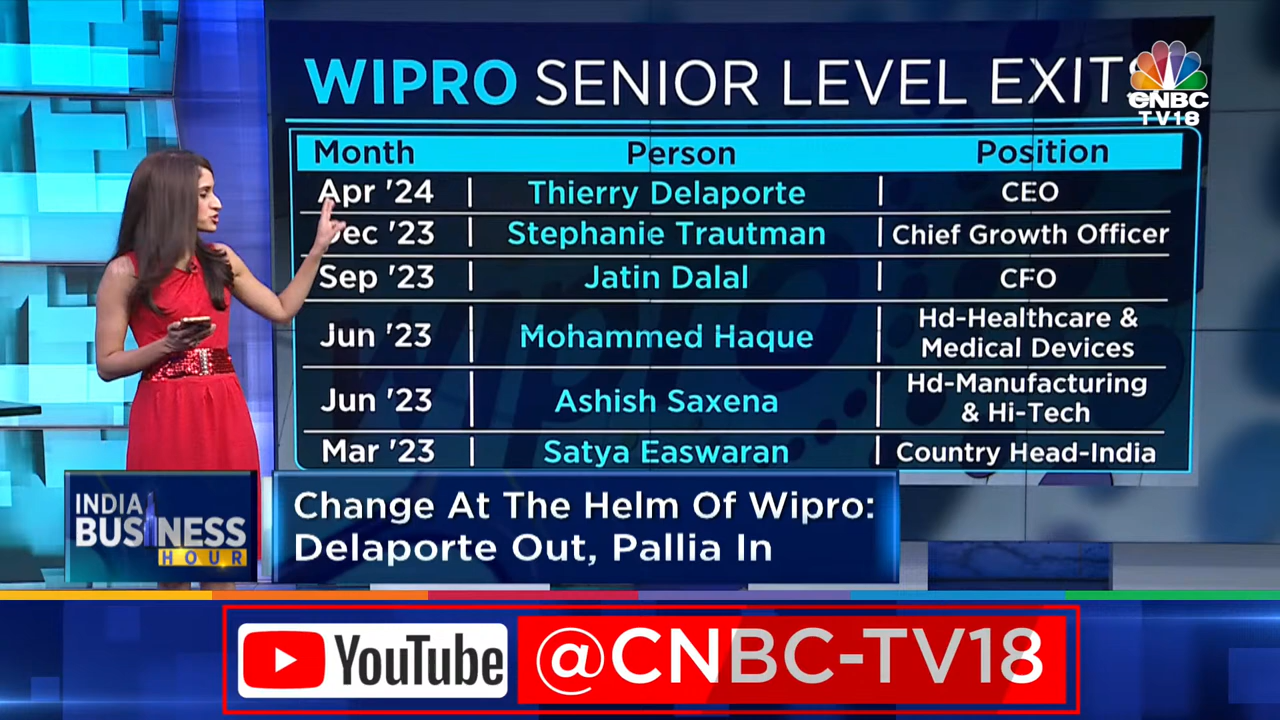 WIPRO SENIOR LEVEL EXIT
CNBC
TV18
Month Person Position
Apr '24 Thierry Delaporte CEO
Dec '23 Stephanie Trautman Chief Growth Officer
Sep '23 Jatin Dalal CFO
Jun '23 Mohammed Haque Hd-Healthcare &
Medical Devices
Jun '23 Ashish Saxena Hd-Manufacturing
& Hi-Tech
Mar '23 Satya Easwaran Country Head-India
INDIA
BUSINESS
HOUR
Change At The Helm Of Wipro:
Delaporte Out, Pallia In
YouTube @CNBC-TV18